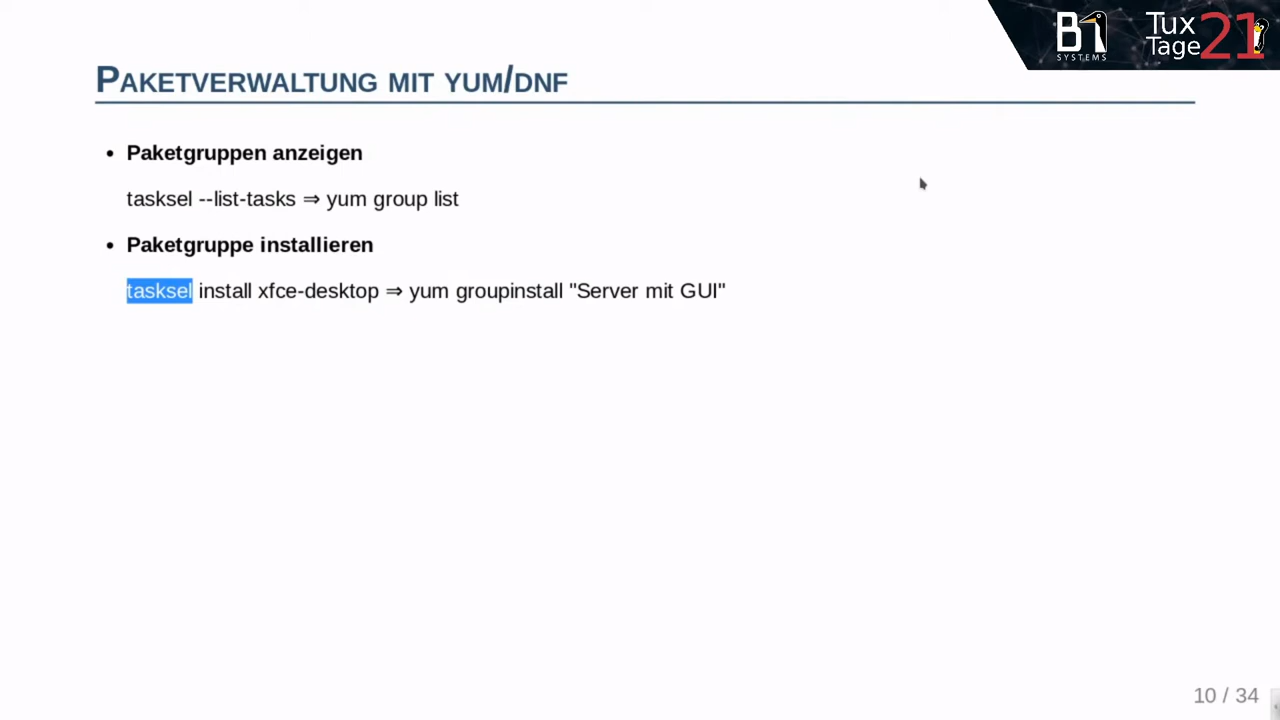 B1
SYSTEMS
Tux
Tage
21
PAKETVERWALTUNG MIT YUM/DNF
• Paketgruppen anzeigen
tasksel --list-tasks ⇒ yum group list
• Paketgruppe installieren
tasksel install xfce-desktop ⇒ yum groupinstall "Server mit GUI"
10 / 34